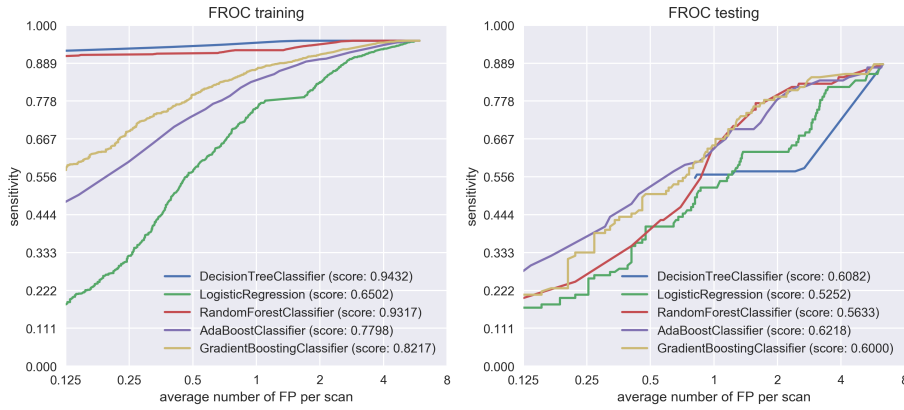 FROC training
1.000
0.889
0.778
0.667
0.556
0.444
0.333
0.222
0.111
0.000
sensitivity
DecisionTreeClassifier (score: 0.9432)
LogisticRegression (score: 0.6502)
RandomForestClassifier (score: 0.9317)
AdaBoostClassifier (score: 0.7798)
GradientBoostingClassifier (score: 0.8217)
0.125 0.25 0.5 1 2 4 8
average number of FP per scan
FROC testing
1.000
0.889
0.778
0.667
0.556
0.444
0.333
0.222
0.111
0.000
sensitivity
DecisionTreeClassifier (score: 0.6082)
LogisticRegression (score: 0.5252)
RandomForestClassifier (score: 0.5633)
AdaBoostClassifier (score: 0.6218)
GradientBoostingClassifier (score: 0.6000)
0.125 0.25 0.5 1 2 4 8
average number of FP per scan